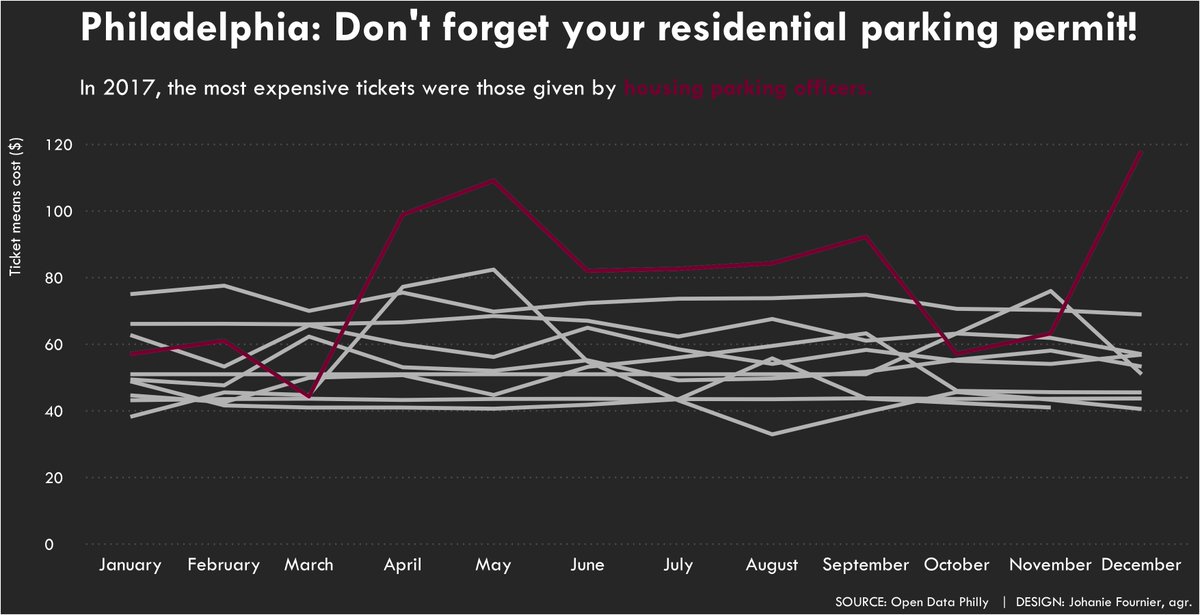 Philadelphia: Don't forget your residential parking permit!
In 2017, the most expensive tickets were those given by housing parking officers.
Ticket means cost ($)
120
100
80
60
40
20
0
January February March April May June July August September October November December
SOURCE: Open Data Philly | DESIGN: Johanie Fournier, agr.